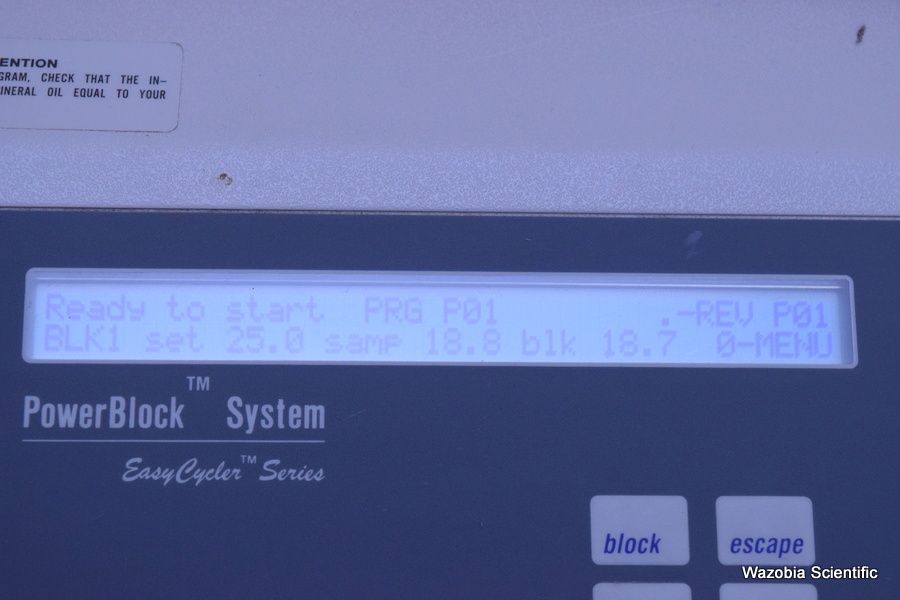 ENTION
GRAM, CHECK THAT THE IN-
INERAL OIL EQUAL TO YOUR
Ready to start PRG P01 .-REV P01
BLK1 set 25.0 samp 18.8 blk 18.7 0-MENU
PowerBlock™ System
EasyCycler™ Series
block escape
Wazobia Scientific